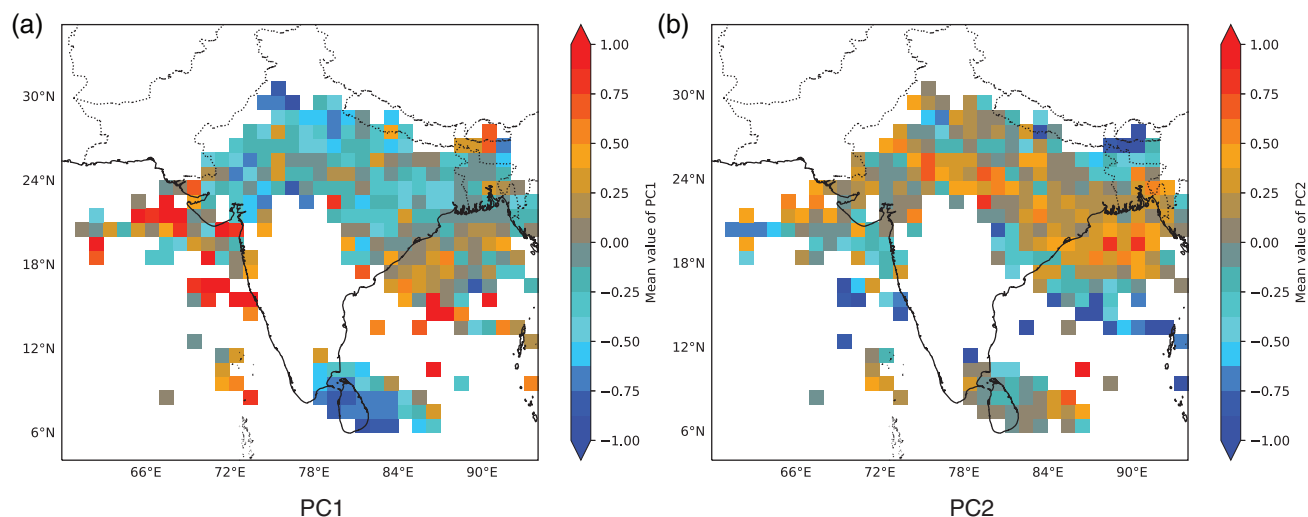 (a)
30°N
24°N
18°N
12°N
6°N
66°E 72°E 78°E 84°E 90°E
1.00
0.75
0.50
0.25
0.00
−0.25
−0.50
−0.75
−1.00
Mean value of PC1
PC1
(b)
30°N
24°N
18°N
12°N
6°N
66°E 72°E 78°E 84°E 90°E
1.00
0.75
0.50
0.25
0.00
−0.25
−0.50
−0.75
−1.00
Mean value of PC2
PC2